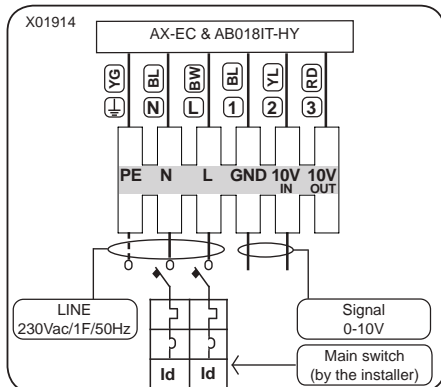 X01914
AX-EC & AB018IT-HY
YG BL BW BL YL RD
N L 1 2 3
PE N L GND 10V 10V
IN OUT
LINE
230Vac/1F/50Hz
Signal
0-10V
Id Id
Main switch
(by the installer)